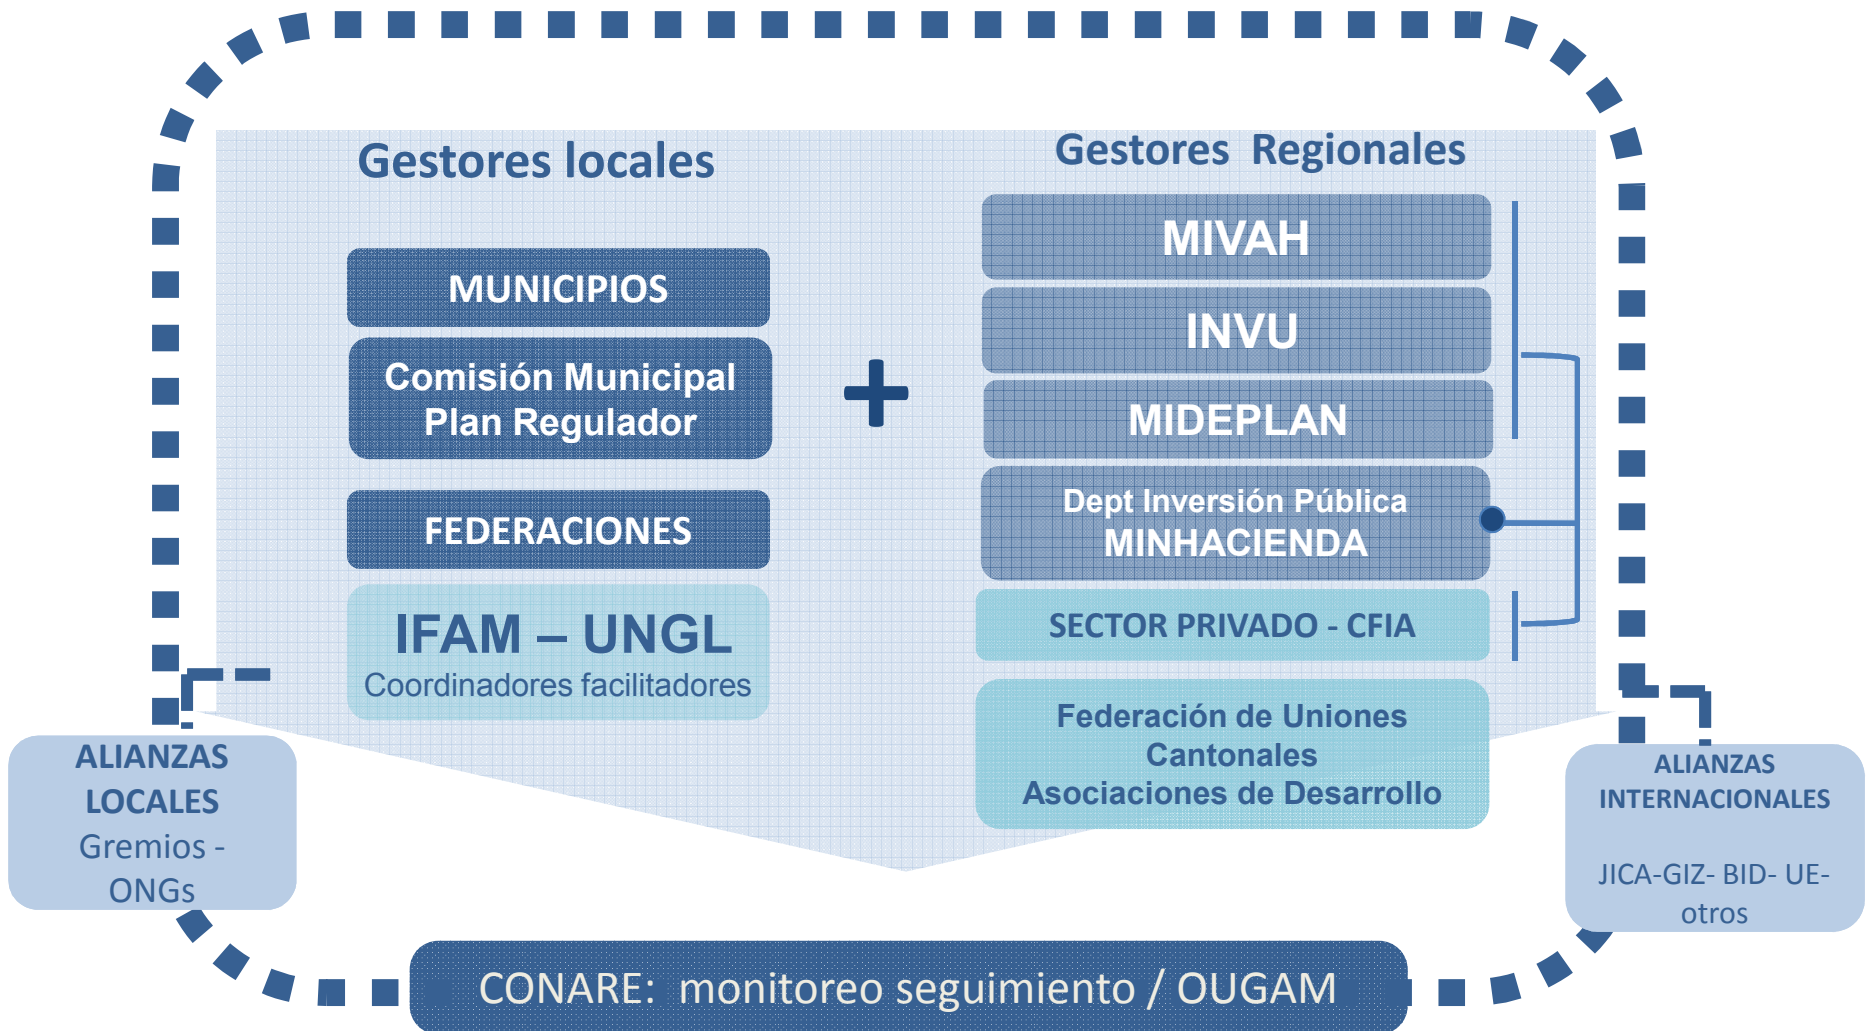 Gestores locales
MUNICIPIOS
Comisión Municipal
Plan Regulador
FEDERACIONES
IFAM – UNGL
Coordinadores facilitadores
+
Gestores Regionales
MIVAH
INVU
MIDEPLAN
Dept Inversión Pública
MINHACIENDA
SECTOR PRIVADO - CFIA
Federación de Uniones
Cantonales
Asociaciones de Desarrollo
ALIANZAS
LOCALES
Gremios -
ONGs
ALIANZAS
INTERNACIONALES
JICA-GIZ- BID- UE-
otros
CONARE: monitoreo seguimiento / OUGAM